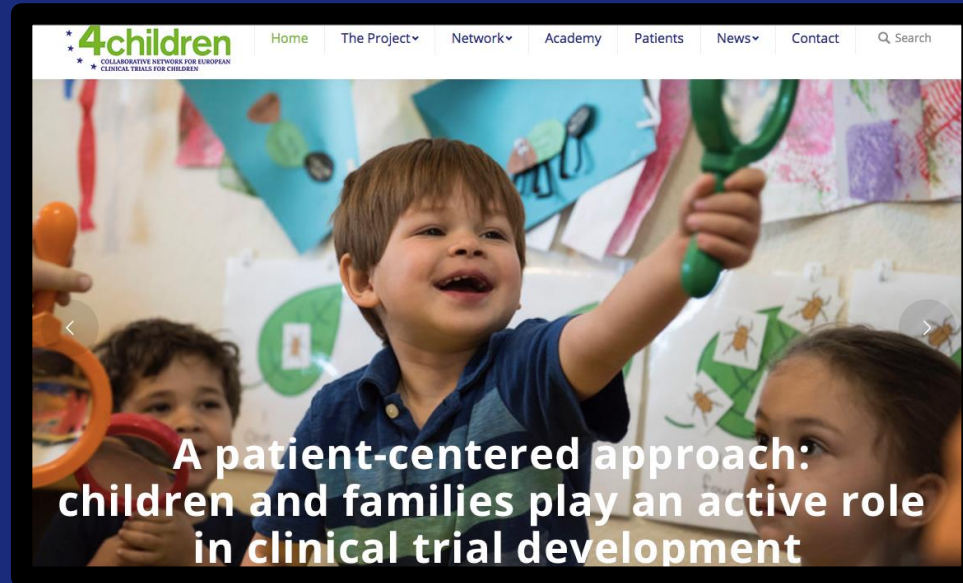 4children
COLLABORATIVE NETWORK FOR EUROPEAN
CLINICAL TRIALS FOR CHILDREN
Home The Project Network Academy Patients News Contact Search
A patient-centered approach:
children and families play an active role
in clinical trial development